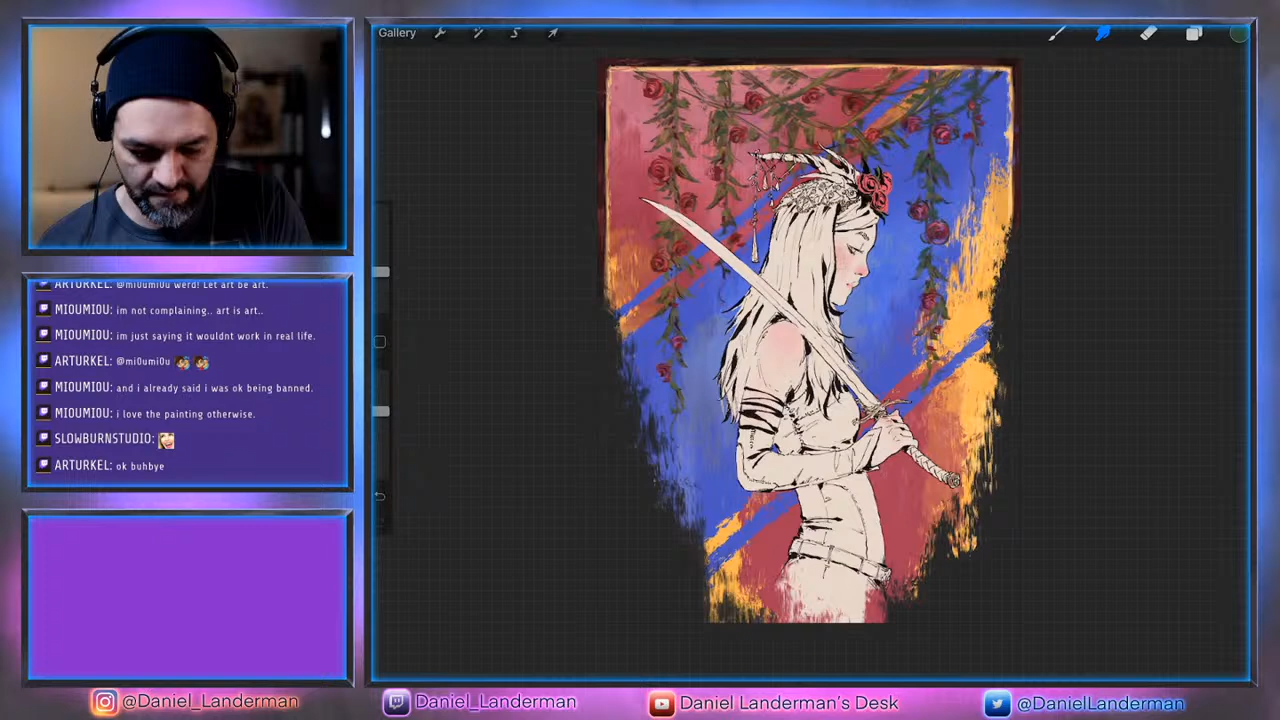 Gallery
ARTURKEL: @mi0umi0u werd! Let art be art.
MIOUMIOU: im not complaining.. art is art..
MIOUMIOU: im just saying it wouldnt work in real life.
ARTURKEL: @mi0umi0u
MIOUMIOU: and i already said i was ok being banned.
MIOUMIOU: i love the painting otherwise.
SLOWBURNSTUDIO:
ARTURKEL: ok buhbye
@Daniel_Landerman
Daniel_Landerman
Daniel Landerman's Desk
@DanielLanderman